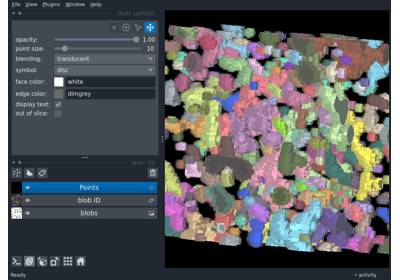 File View Plugins Window Help
layer controls
opacity: 1.00
point size: 10
blending: translucent
symbol: disc
face color: white
edge color: dimgrey
display text:
out of slice:
layer list
Points
blob ID
blobs
Ready
activity